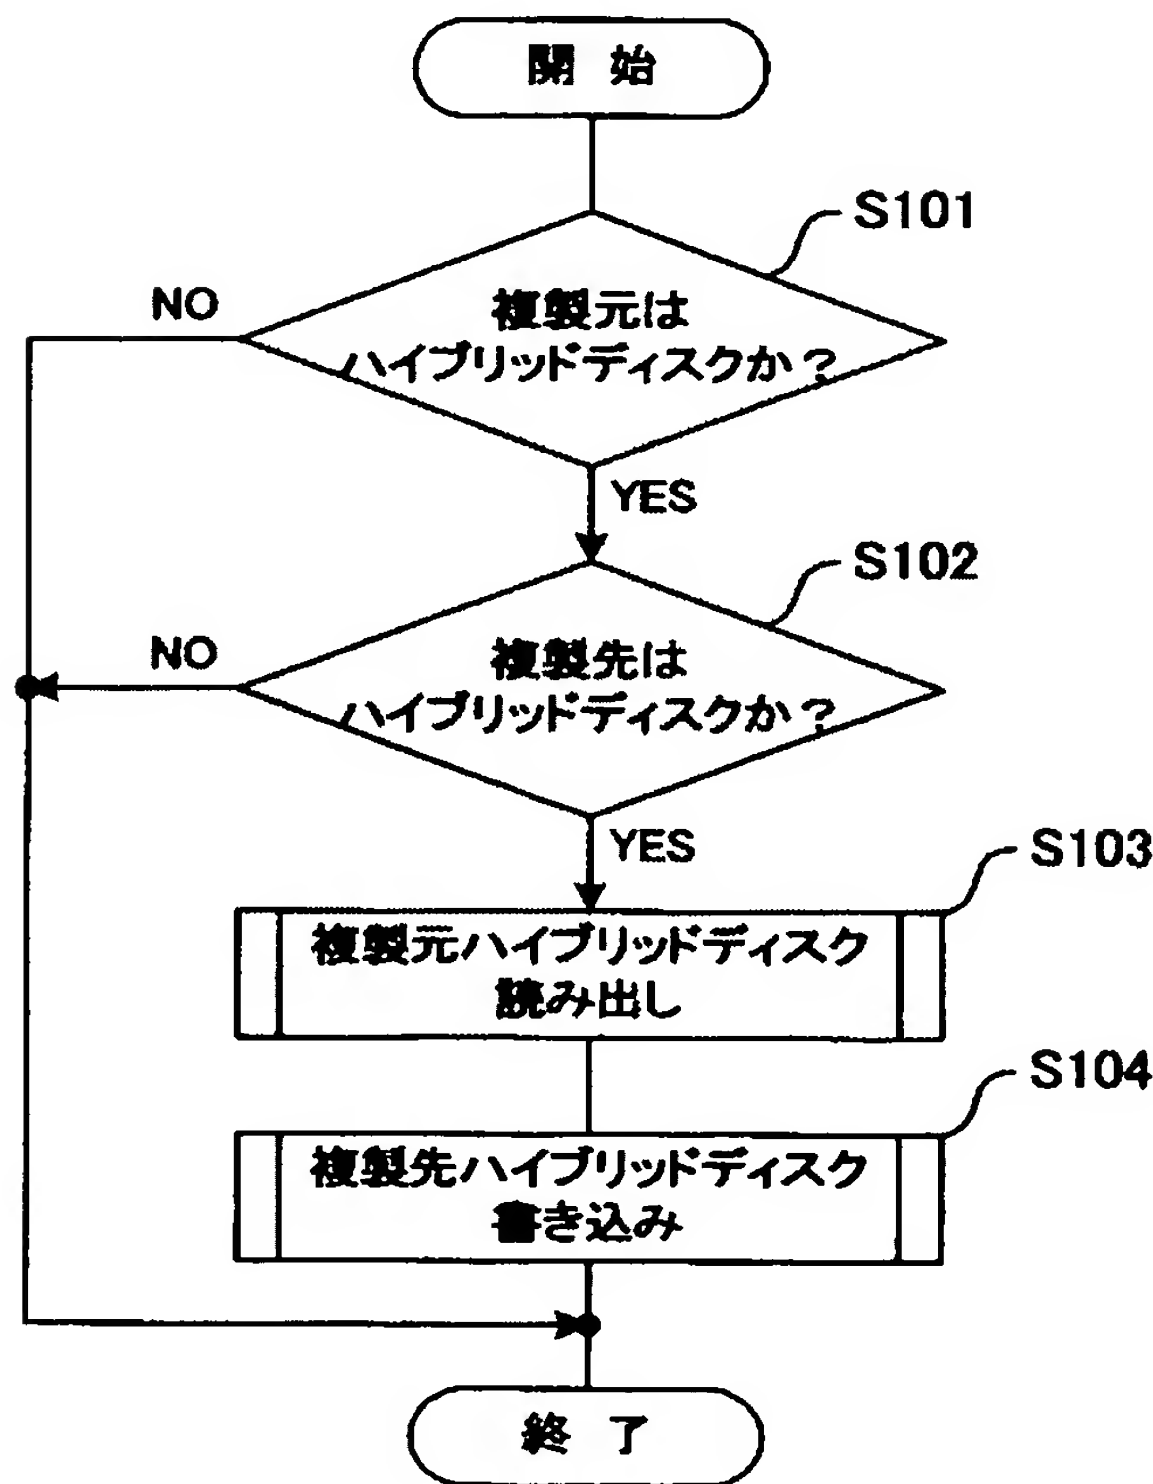 開 始
S101
NO
複製元は
ハイブリッドディスクか?
YES
S102
NO
複製先は
ハイブリッドディスクか?
YES
S103
複製元ハイブリッドディスク
読み出し
S104
複製先ハイブリッドディスク
書き込み
終 了